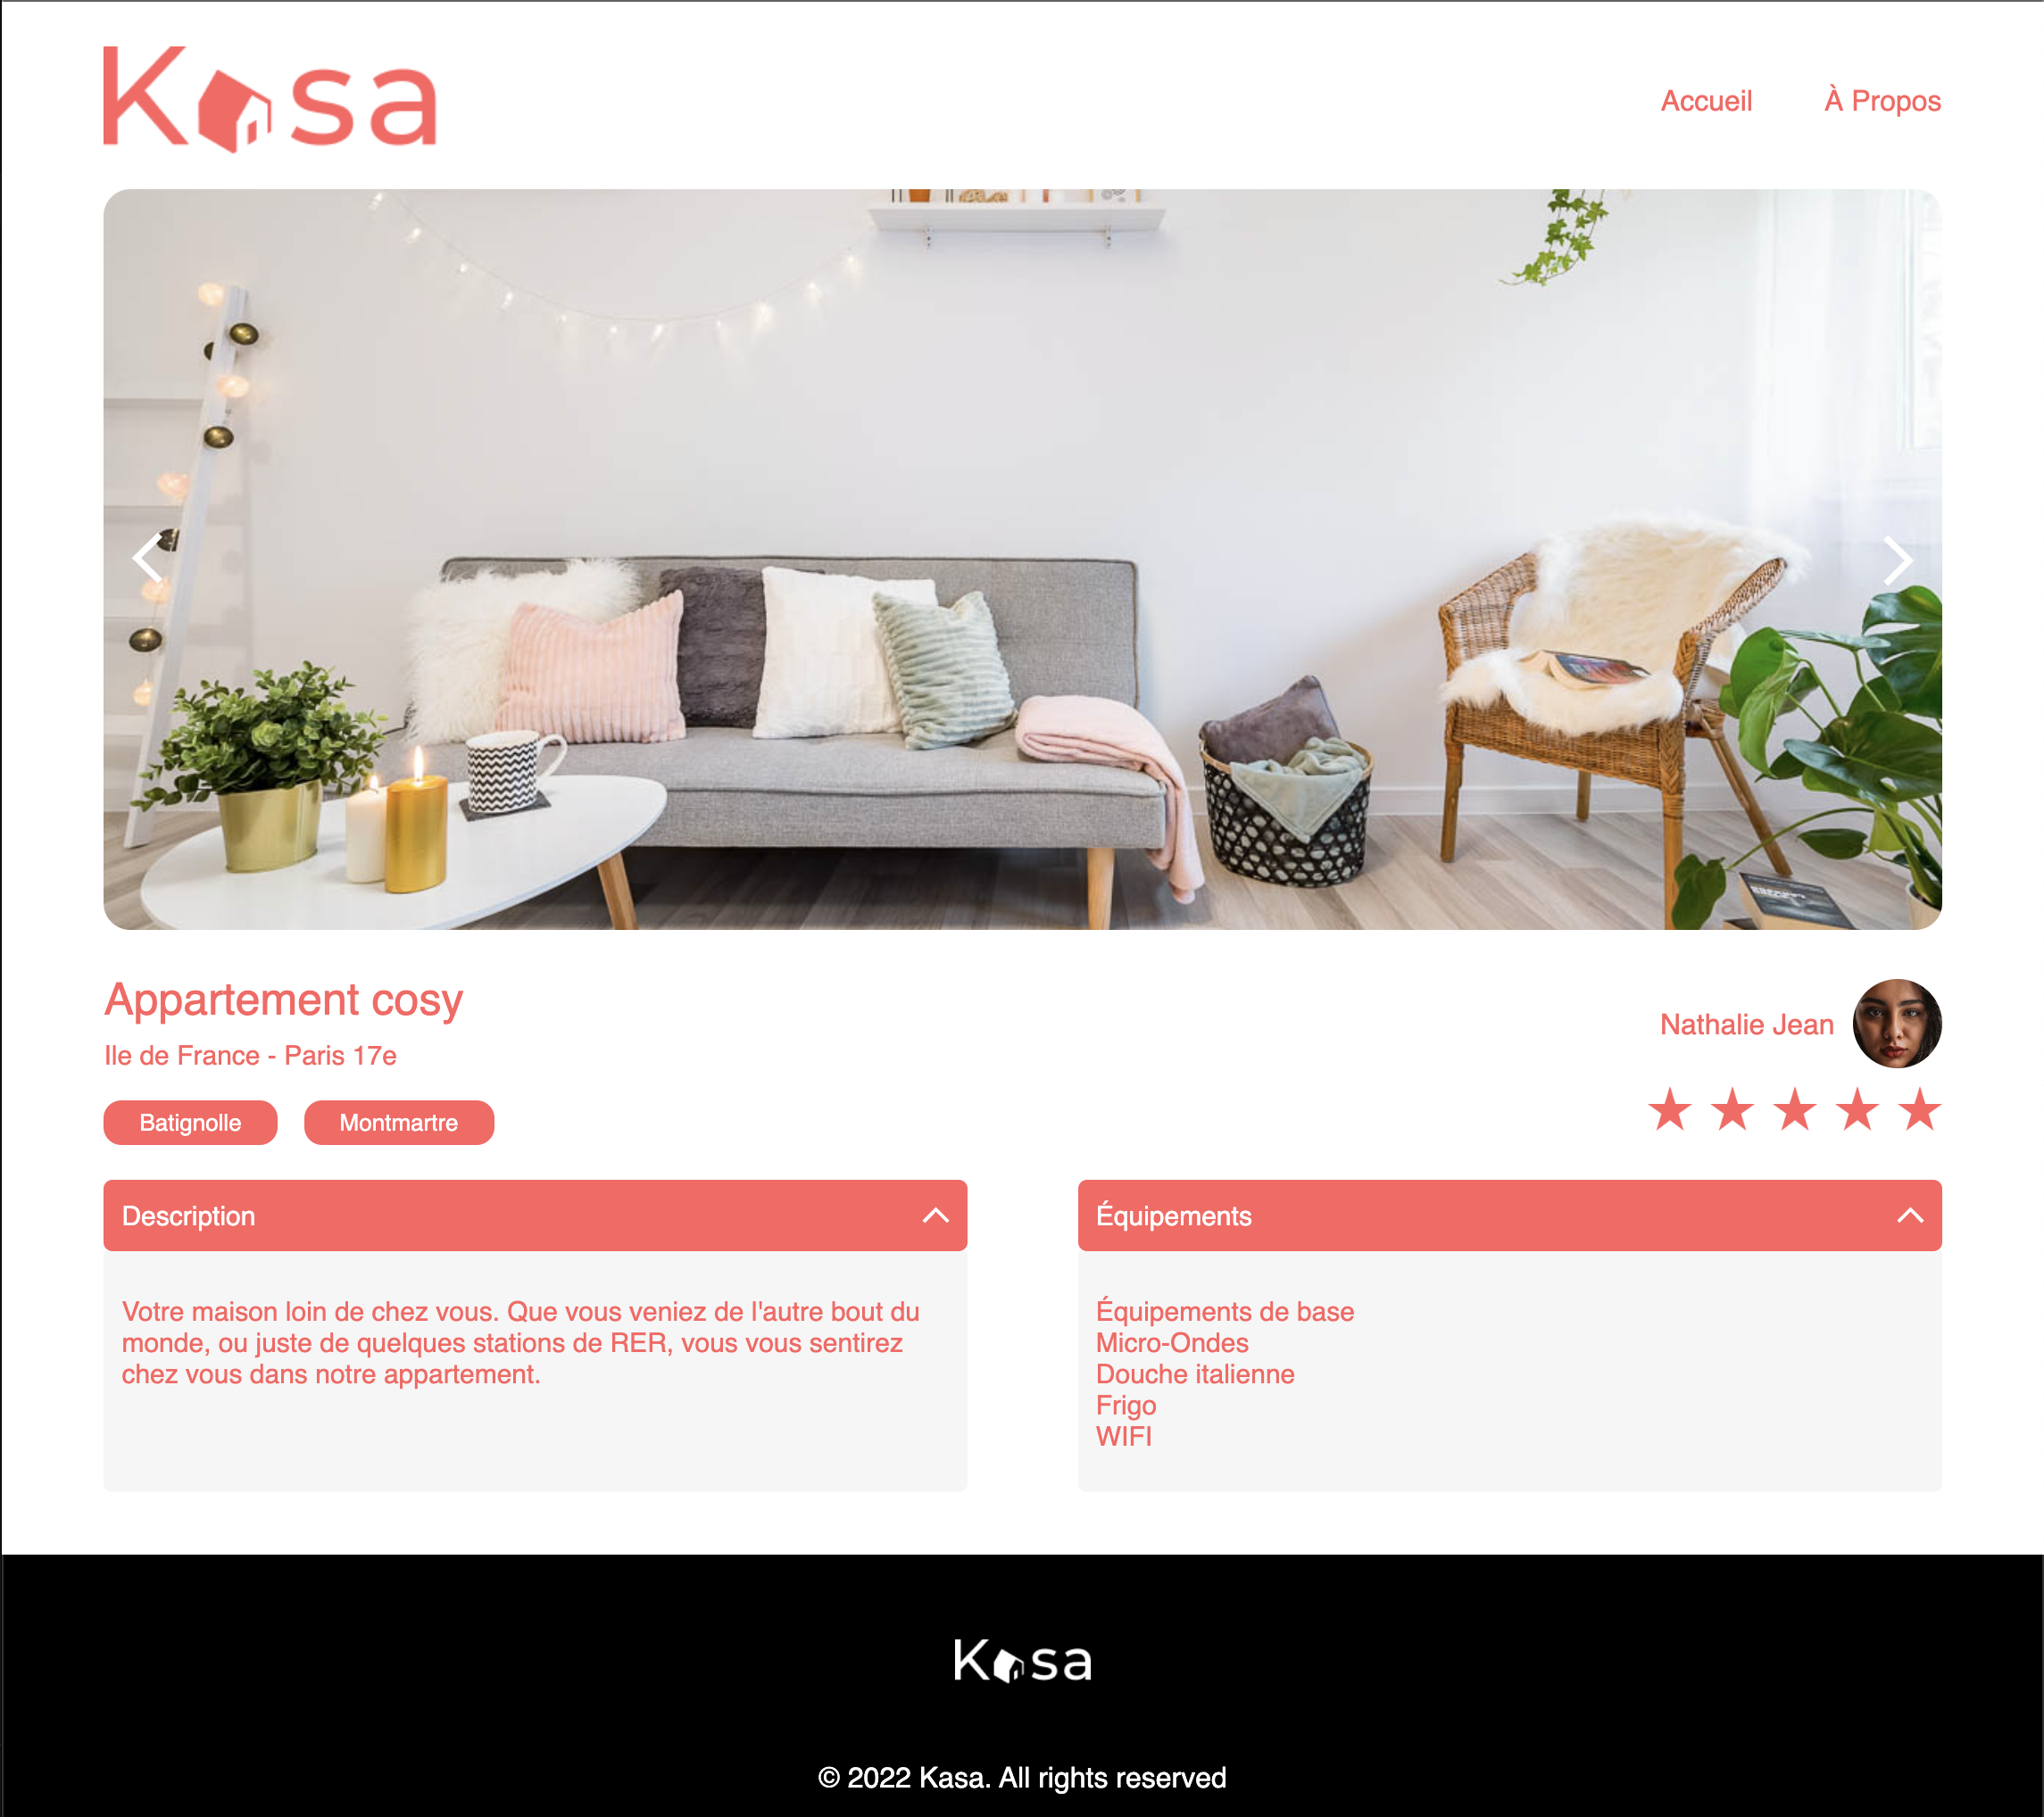 Kasa
Accueil
À Propos
Appartement cosy
Nathalie Jean
Ile de France - Paris 17e
Batignolle
Montmartre
Description
Votre maison loin de chez vous. Que vous veniez de l'autre bout du
monde, ou juste de quelques stations de RER, vous vous sentirez
chez vous dans notre appartement.
Équipements
Équipements de base
Micro-Ondes
Douche italienne
Frigo
WIFI
Kasa
© 2022 Kasa. All rights reserved